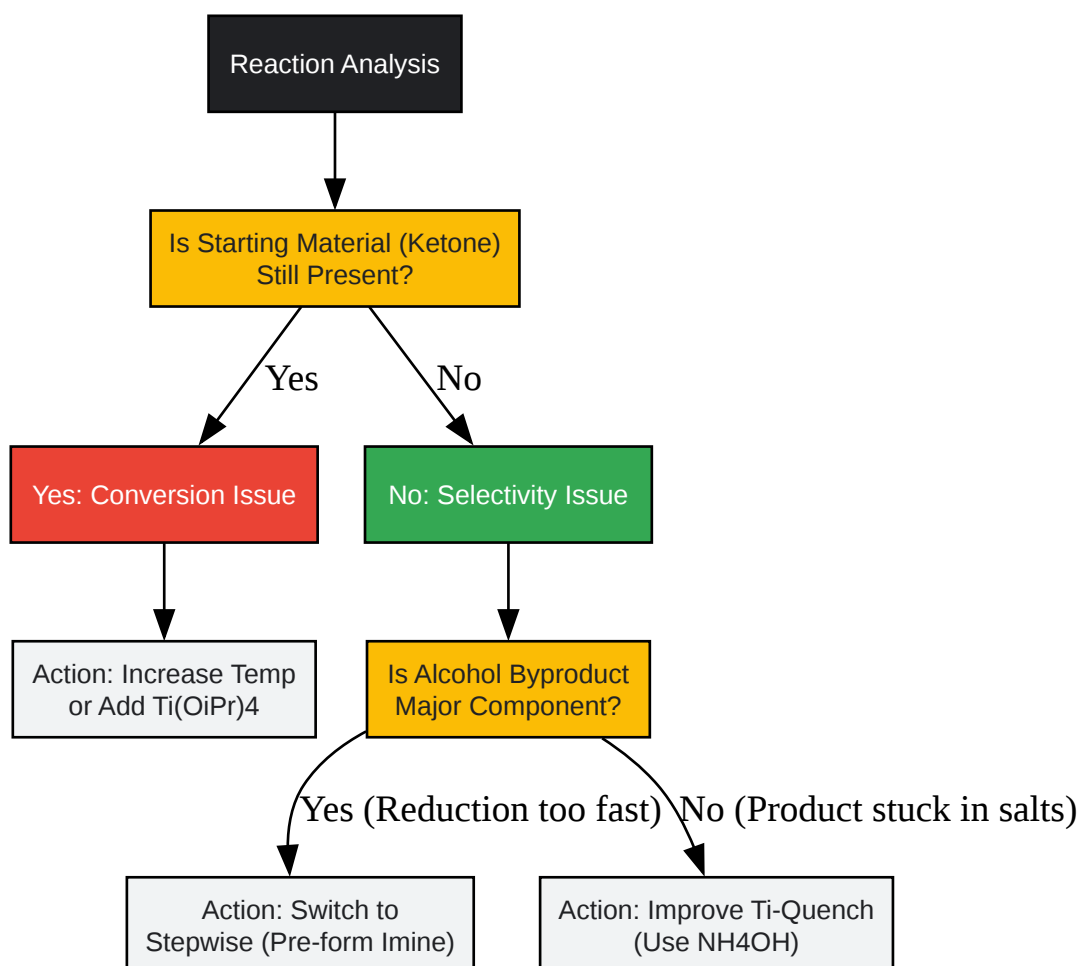 Reaction Analysis
Is Starting Material (Ketone)
Still Present?
Yes
No
Yes: Conversion Issue
No: Selectivity Issue
Action: Increase Temp
or Add Ti(OiPr)4
Is Alcohol Byproduct
Major Component?
Yes (Reduction too fast)
No (Product stuck in salts)
Action: Switch to
Stepwise (Pre-form Imine)
Action: Improve Ti-Quench
(Use NH4OH)